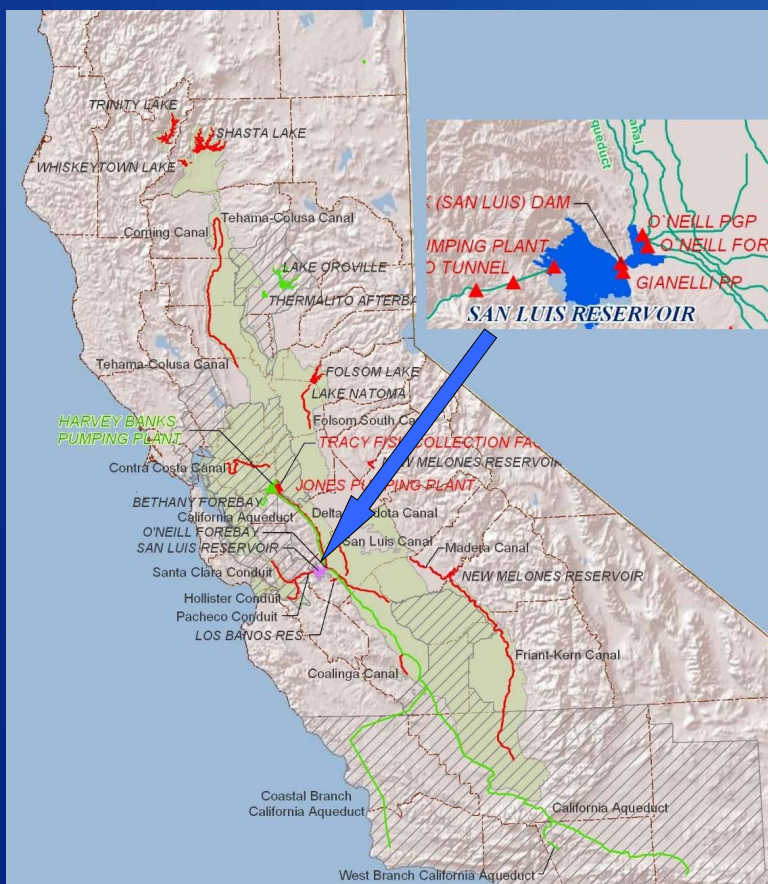 TRINITY LAKE
SHASTA LAKE
WHISKEYTOWN LAKE
Tehama-Colusa Canal
Corning Canal
LAKE OROVILLE
THERMALITO AFTERBA
Tehama-Colusa Canal
FOLSOM LAKE
LAKE NATOMA
Folsom South Ca
HARVEY BANKS
PUMPING PLANT
TRACY FISH COLLECTION FAC
Contra Costa Canal
W MELONES RESERVOIR
JONES PUMPING PLANT
BETHANY FOREBAY
California Aqueduct
Delta
dota Canal
O'NEILL FOREBAY
San Luis Canal
SAN LUIS RESERVOIR
Madera Canal
Santa Clara Conduit
NEW MELONES RESERVOIR
Hollister Conduit
Pacheco Conduit
LOS BANOS RES.
Friant-Kern Canal
Coalinga Canal
Coastal Branch
California Aqueduct
California Aqueduct
West Branch California Aqueduct
queduct
anal
(SAN LUIS) DAM
O'NEILL PGP
UMPING PLANT
O'NEILL FOR
O TUNNEL
GIANELLI PP
SAN LUIS RESERVOIR